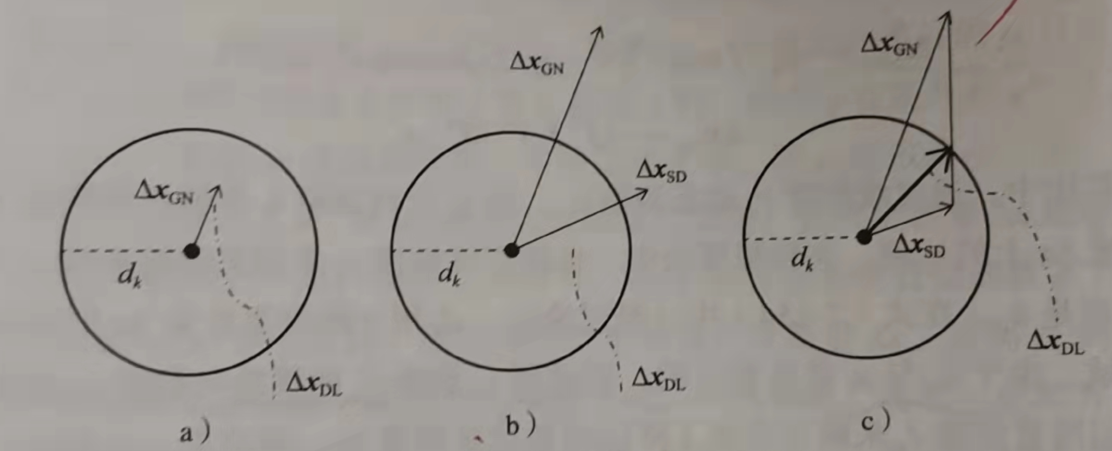 Δx_GN
d_k
Δx_DL
a）
Δx_GN
Δx_SD
d_k
Δx_DL
b）
Δx_GN
Δx_SD
d_k
Δx_DL
c）